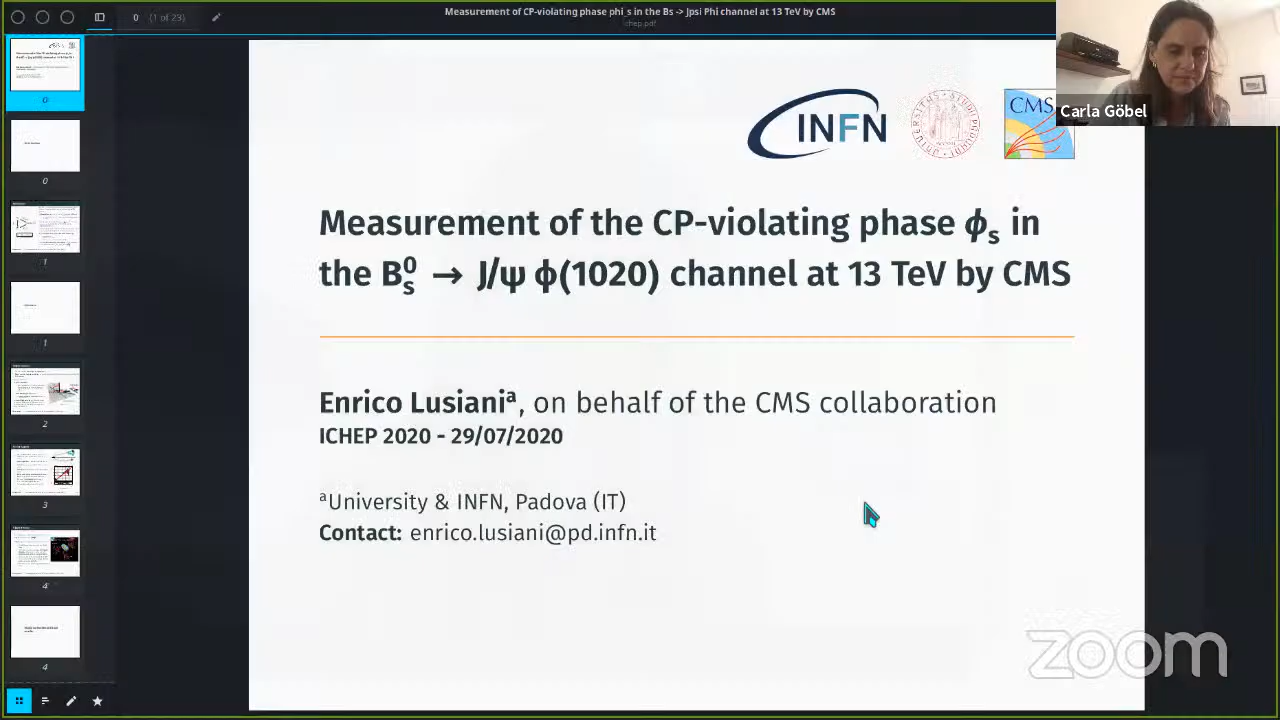 Measurement of CP-violating phase phi_s in the Bs -> Jpsi Phi channel at 13 TeV by CMS
ichep.pdf
0 (1 of 23)
Carla Göbel
INFN
CMS
Measurement of the CP-violating phase ϕs in
the B⁰s → J/ψ ϕ(1020) channel at 13 TeV by CMS
Enrico Lusianiᵃ, on behalf of the CMS collaboration
ICHEP 2020 - 29/07/2020
ᵃUniversity & INFN, Padova (IT)
Contact: enrico.lusiani@pd.infn.it
0
0
1
1
2
3
4
4
zoom